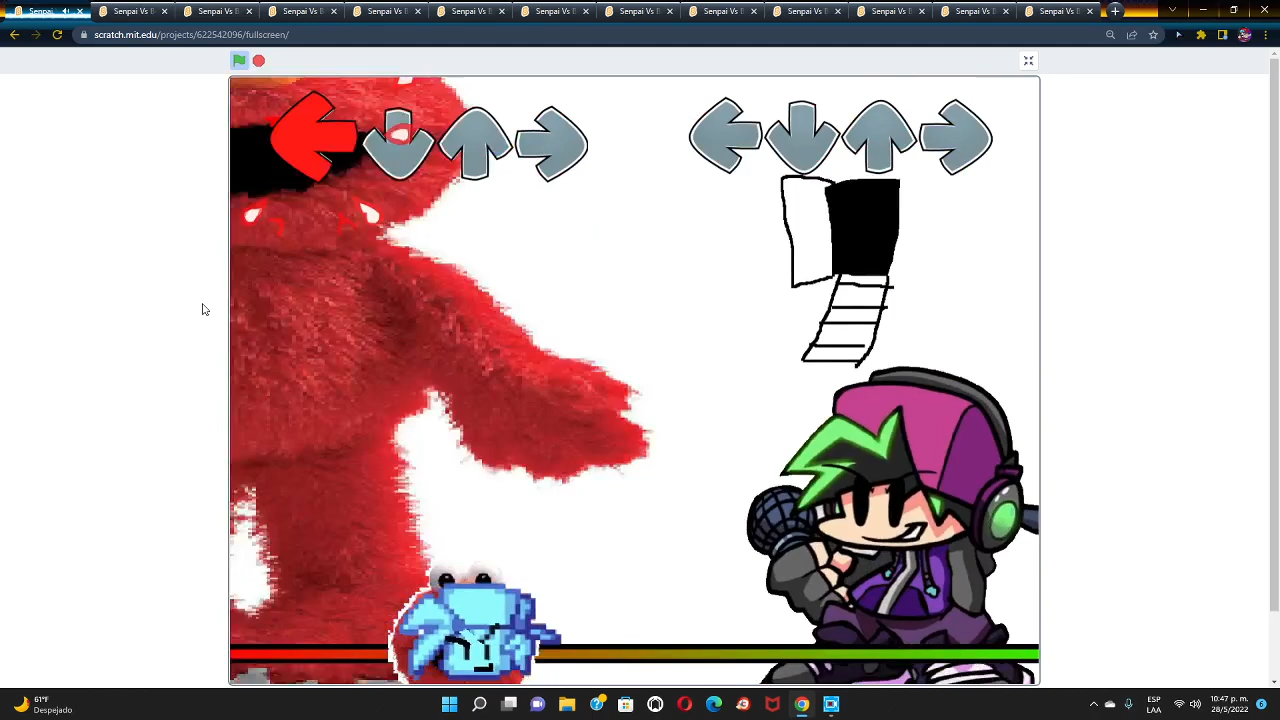 Senpai Senpai Vs E Senpai Vs E Senpai Vs E Senpai Vs E Senpai Vs E Senpai Vs E Senpai Vs E Senpai Vs E Senpai Vs E Senpai Vs E Senpai Vs E
scratch.mit.edu/projects/622542096/fullscreen/
61°F
Despejado
ESP
LAA
10:47 p. m.
28/5/2022
6